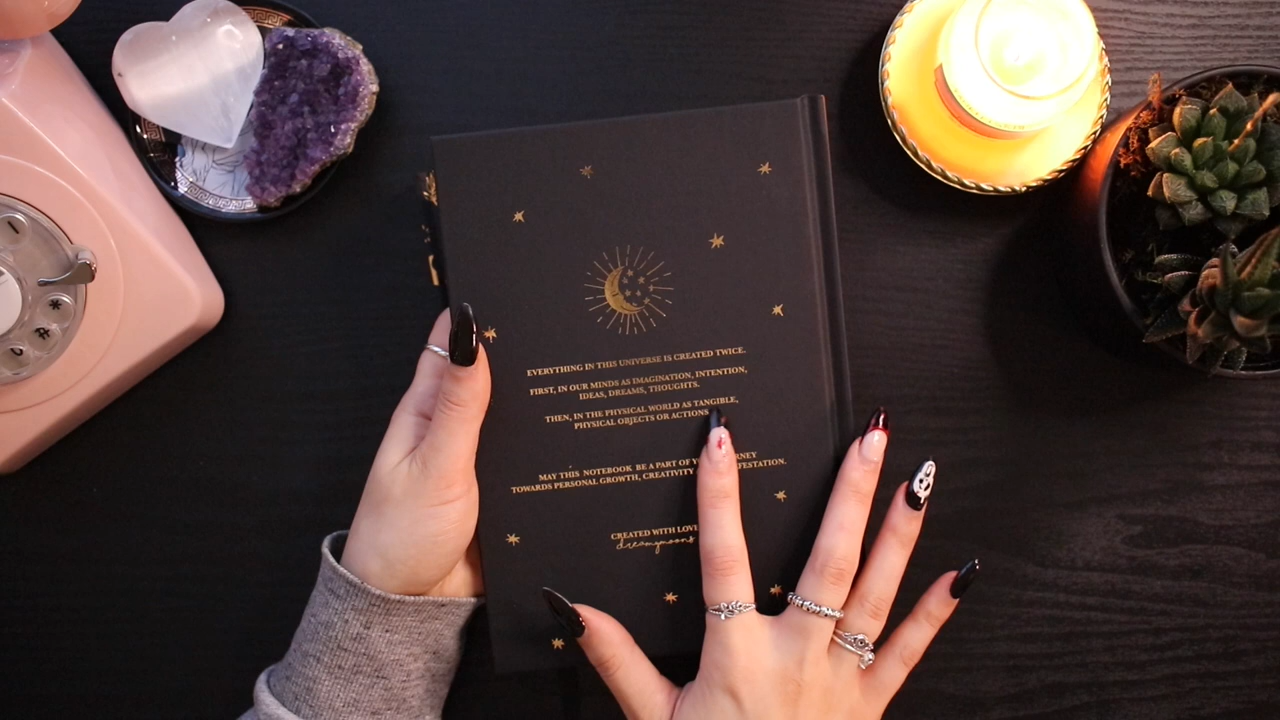 EVERYTHING IN THIS UNIVERSE IS CREATED TWICE.
FIRST, IN OUR MINDS AS IMAGINATION, INTENTION,
IDEAS, DREAMS, THOUGHTS.
THEN, IN THE PHYSICAL WORLD AS TANGIBLE,
PHYSICAL OBJECTS OR ACTIONS
MAY THIS NOTEBOOK BE A PART OF
TOWARDS PERSONAL GROWTH, CREATIVITY
CREATED WITH LOVE
dreamymoons